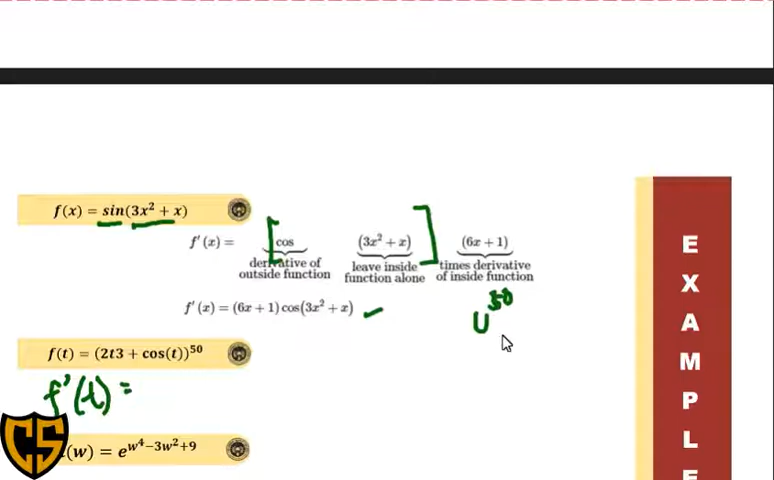 f(x) = sin(3x² + x)
f′(x) = cos (3x² + x) (6x + 1)
derivative of outside function leave inside function alone times derivative of inside function
f′(x) = (6x + 1) cos(3x² + x)
u⁵⁰
f(t) = (2t3 + cos(t))⁵⁰
f'(t) =
(w) = e^{w⁴−3w²+9}
CS
E
X
A
M
P
L
E